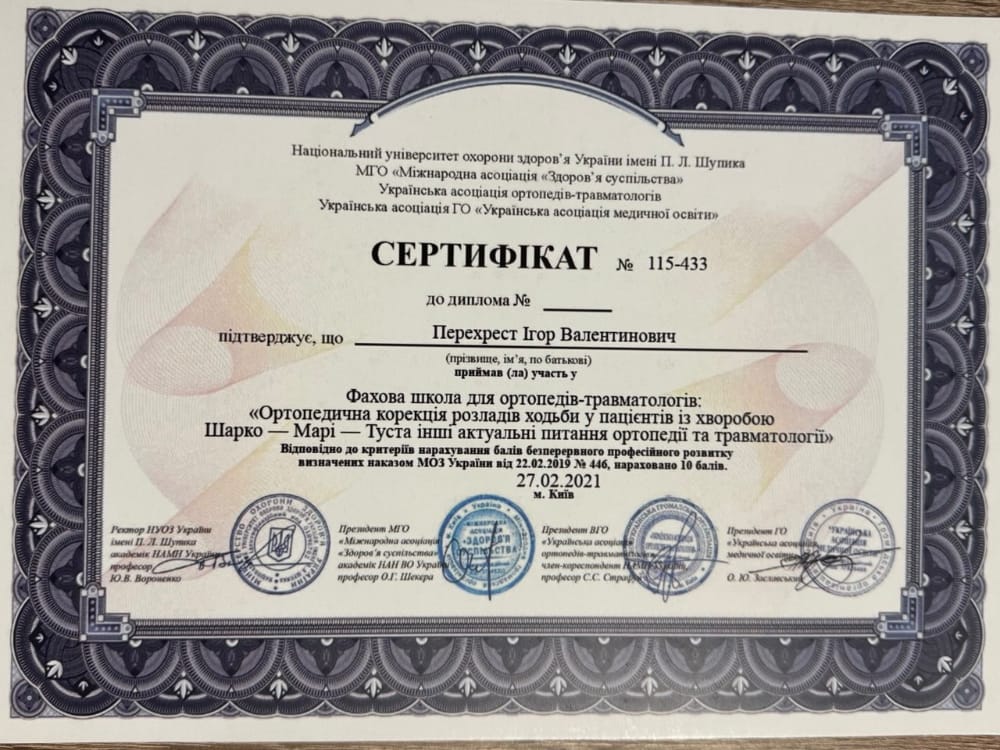 Національний університет охорони здоров'я України імені П. Л. Шупика
МГО «Міжнародна асоціація «Здоров'я суспільства»
Українська асоціація ортопедів-травматологів
Українська асоціація ГО «Українська асоціація медичної освіти»
СЕРТИФІКАТ № 115-433
до диплома №
підтверджує, що Перехрест Ігор Валентинович
(прізвище, ім'я, по батькові)
приймав (ла) участь у
Фахова школа для ортопедів-травматологів:
«Ортопедична корекція розладів ходьби у пацієнтів із хворобою
Шарко — Марі — Туста інші актуальні питання ортопедії та травматології»
Відповідно до критеріїв нарахування балів безперервного професійного розвитку
визначених наказом МОЗ України від 22.02.2019 № 446, нараховано 10 балів.
27.02.2021
м. Київ
Ректор НУОЗ України
імені П. Л. Шупика
академік НАМН України
професор
Ю.В. Вороненко
Президент МГО
«Міжнародна асоціація
«Здоров'я суспільства»
академік НАН ВО України
професор О.Г. Шекера
«ЗДОРОВ'Я
СУСПІЛЬСТВА»
Президент ВГО
«Українська асоціація
ортопедів-травматологів
член-кореспондент НАМН України,
професор С.С.
Президент ГО
«Українська асоціація
медичної освіти»
О. Ю.